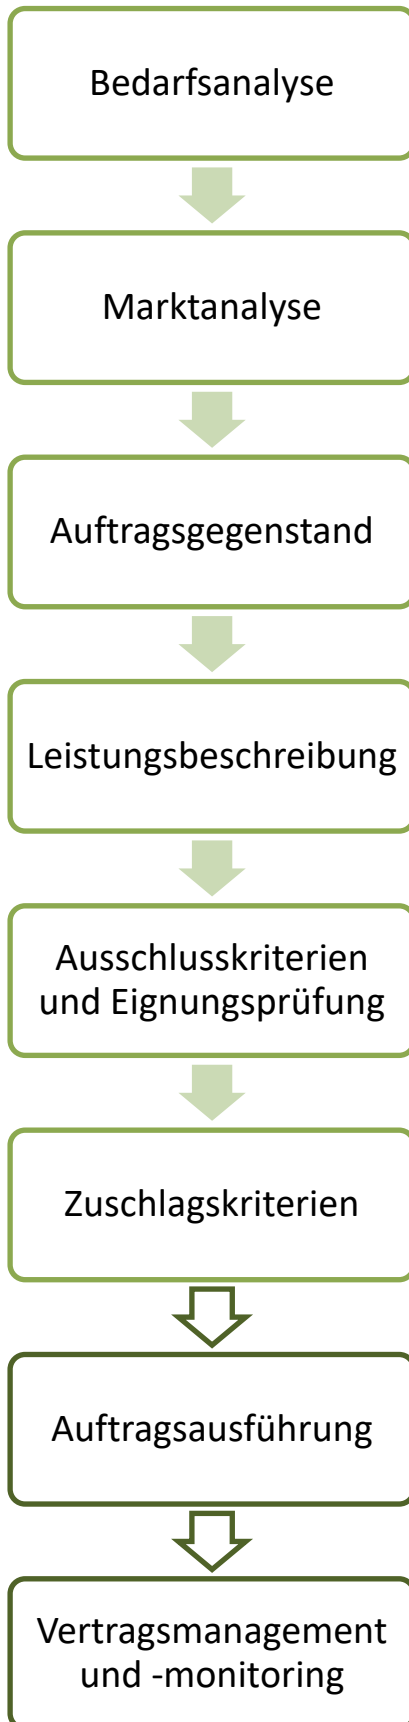 Bedarfsanalyse
Marktanalyse
Auftragsgegenstand
Leistungsbeschreibung
Ausschlusskriterien
und Eignungsprüfung
Zuschlagskriterien
Auftragsausführung
Vertragsmanagement
und -monitoring